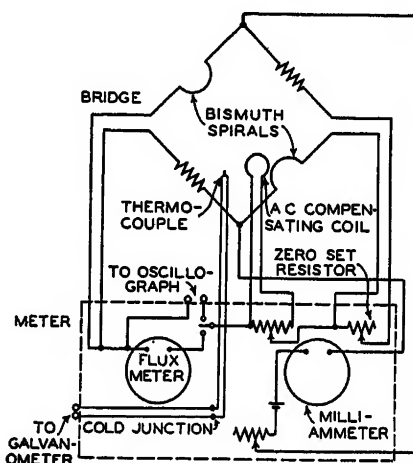 BRIDGE
BISMUTH
SPIRALS
THERMO-
COUPLE
A C COMPEN-
SATING COIL
TO OSCILLO-
GRAPH
ZERO SET
RESISTOR
METER
FLUX
METER
MILLI-
AMMETER
COLD JUNCTION
TO
GALVAN-
OMETER